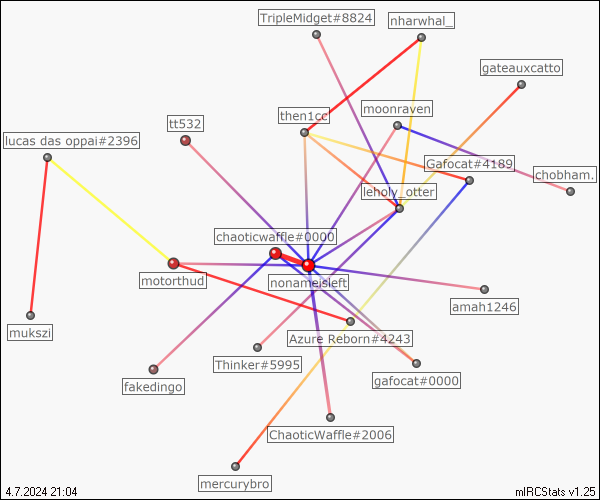 TripleMidget#8824
nharwhal_
gateauxcatto
then1cc
moonraven
tt532
lucas das oppai#2396
Gafocat#4189
chobham.
leholy_otter
chaoticwaffle#0000
motorthud
nonameisleft
amah1246
mukszi
Azure Reborn#4243
Thinker#5995
gafocat#0000
fakedingo
ChaoticWaffle#2006
mercurybro
4.7.2024 21:04
mIRCStats v1.25